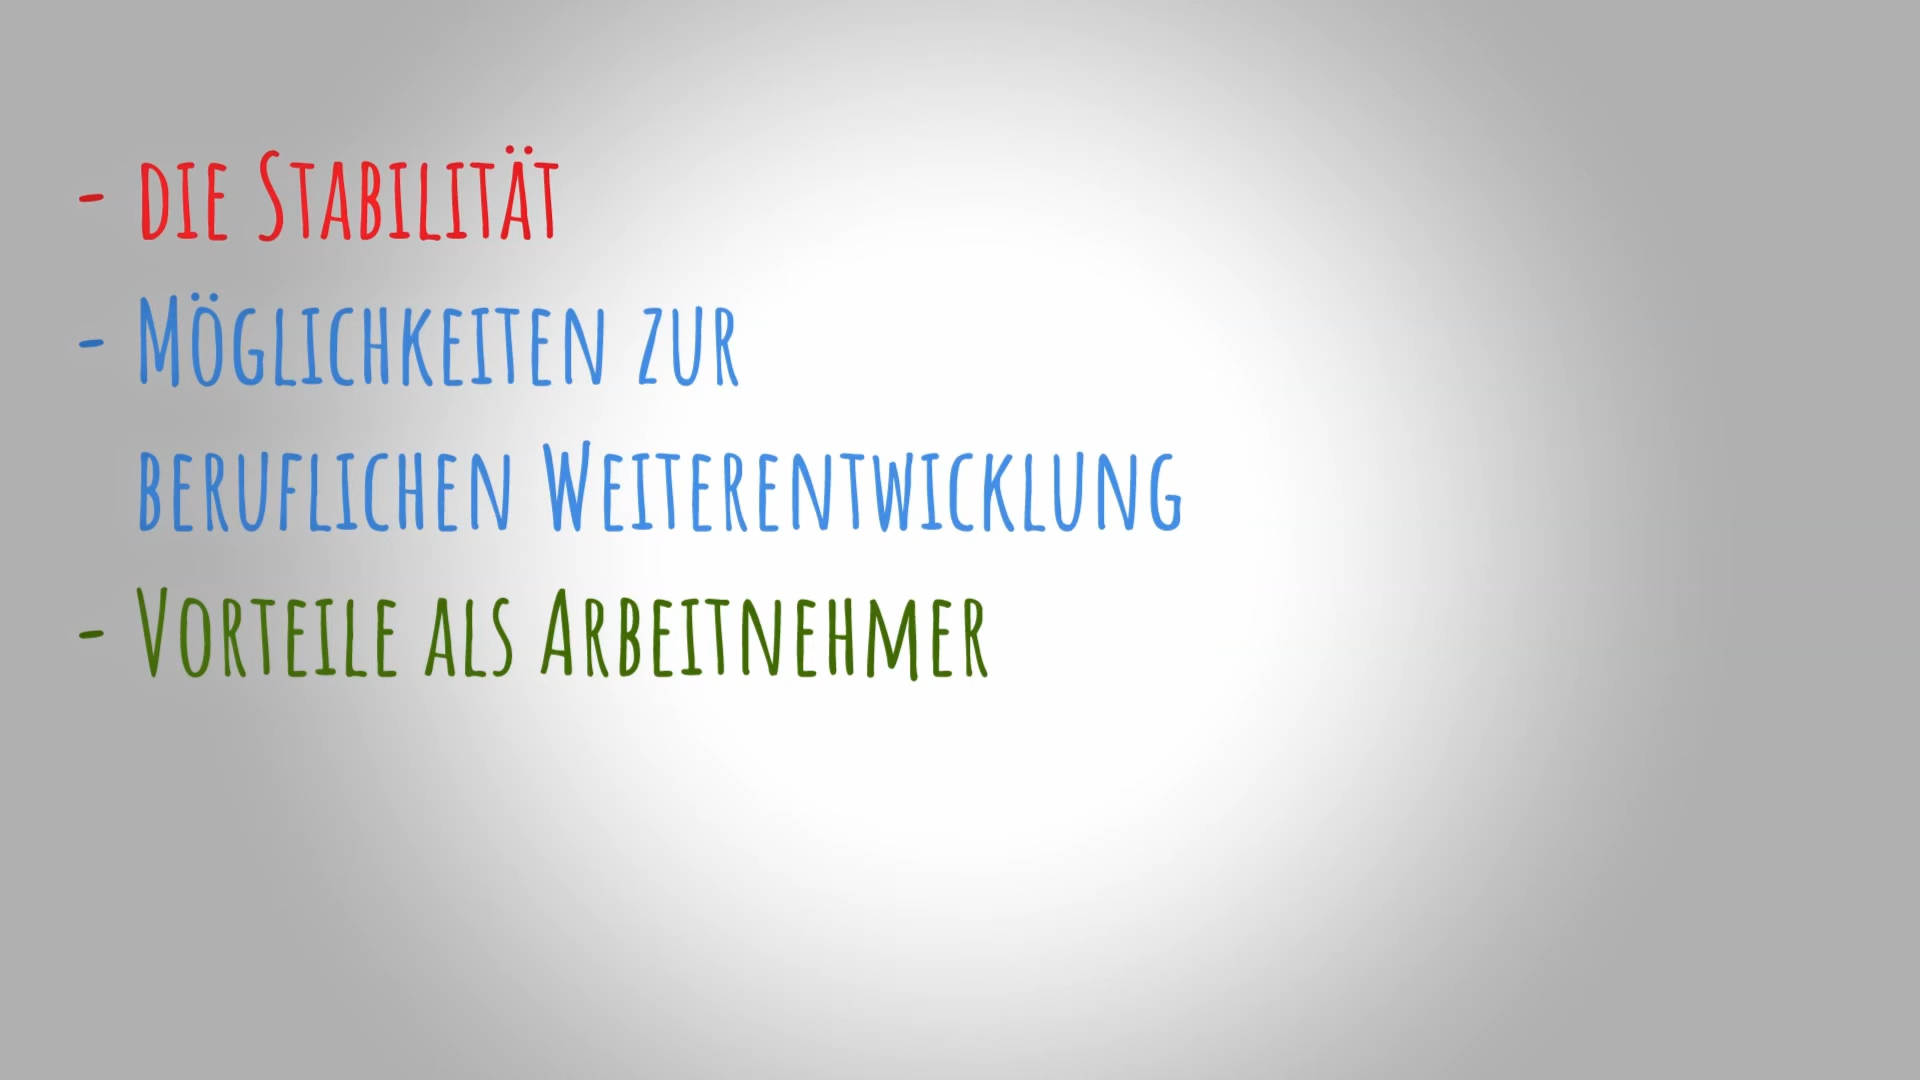 - die Stabilität
- Möglichkeiten zur
beruflichen Weiterentwicklung
- Vorteile als Arbeitnehmer